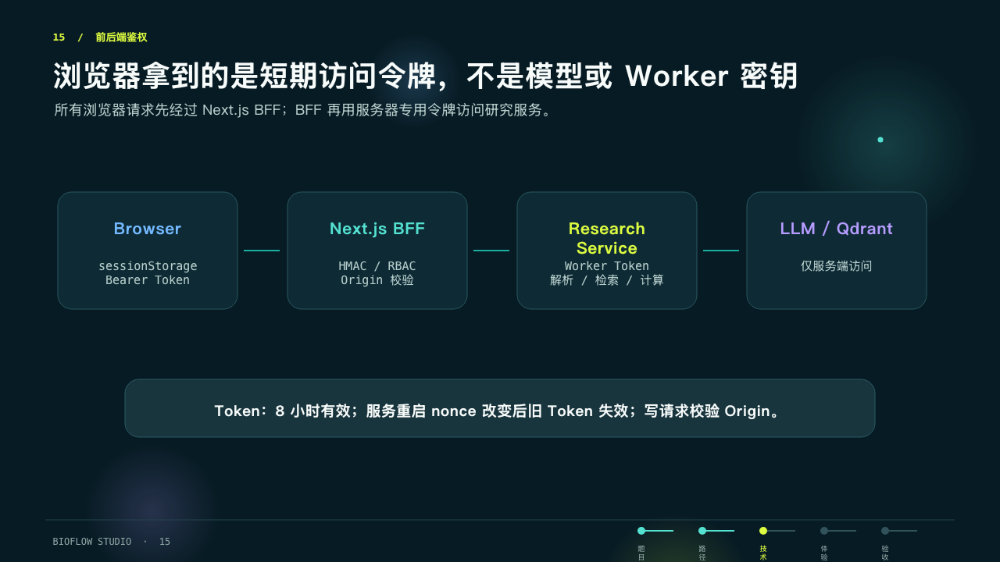 15 / 前后端鉴权
浏览器拿到的是短期访问令牌，不是模型或 Worker 密钥
所有浏览器请求先经过 Next.js BFF；BFF 再用服务器专用令牌访问研究服务。
Browser
sessionStorage
Bearer Token
Next.js BFF
HMAC / RBAC
Origin 校验
Research
Service
Worker Token
解析 / 检索 / 计算
LLM / Qdrant
仅服务端访问
Token：8 小时有效；服务重启 nonce 改变后旧 Token 失效；写请求校验 Origin。
BIOFLOW STUDIO · 15
题目
路径
技术
体验
验收